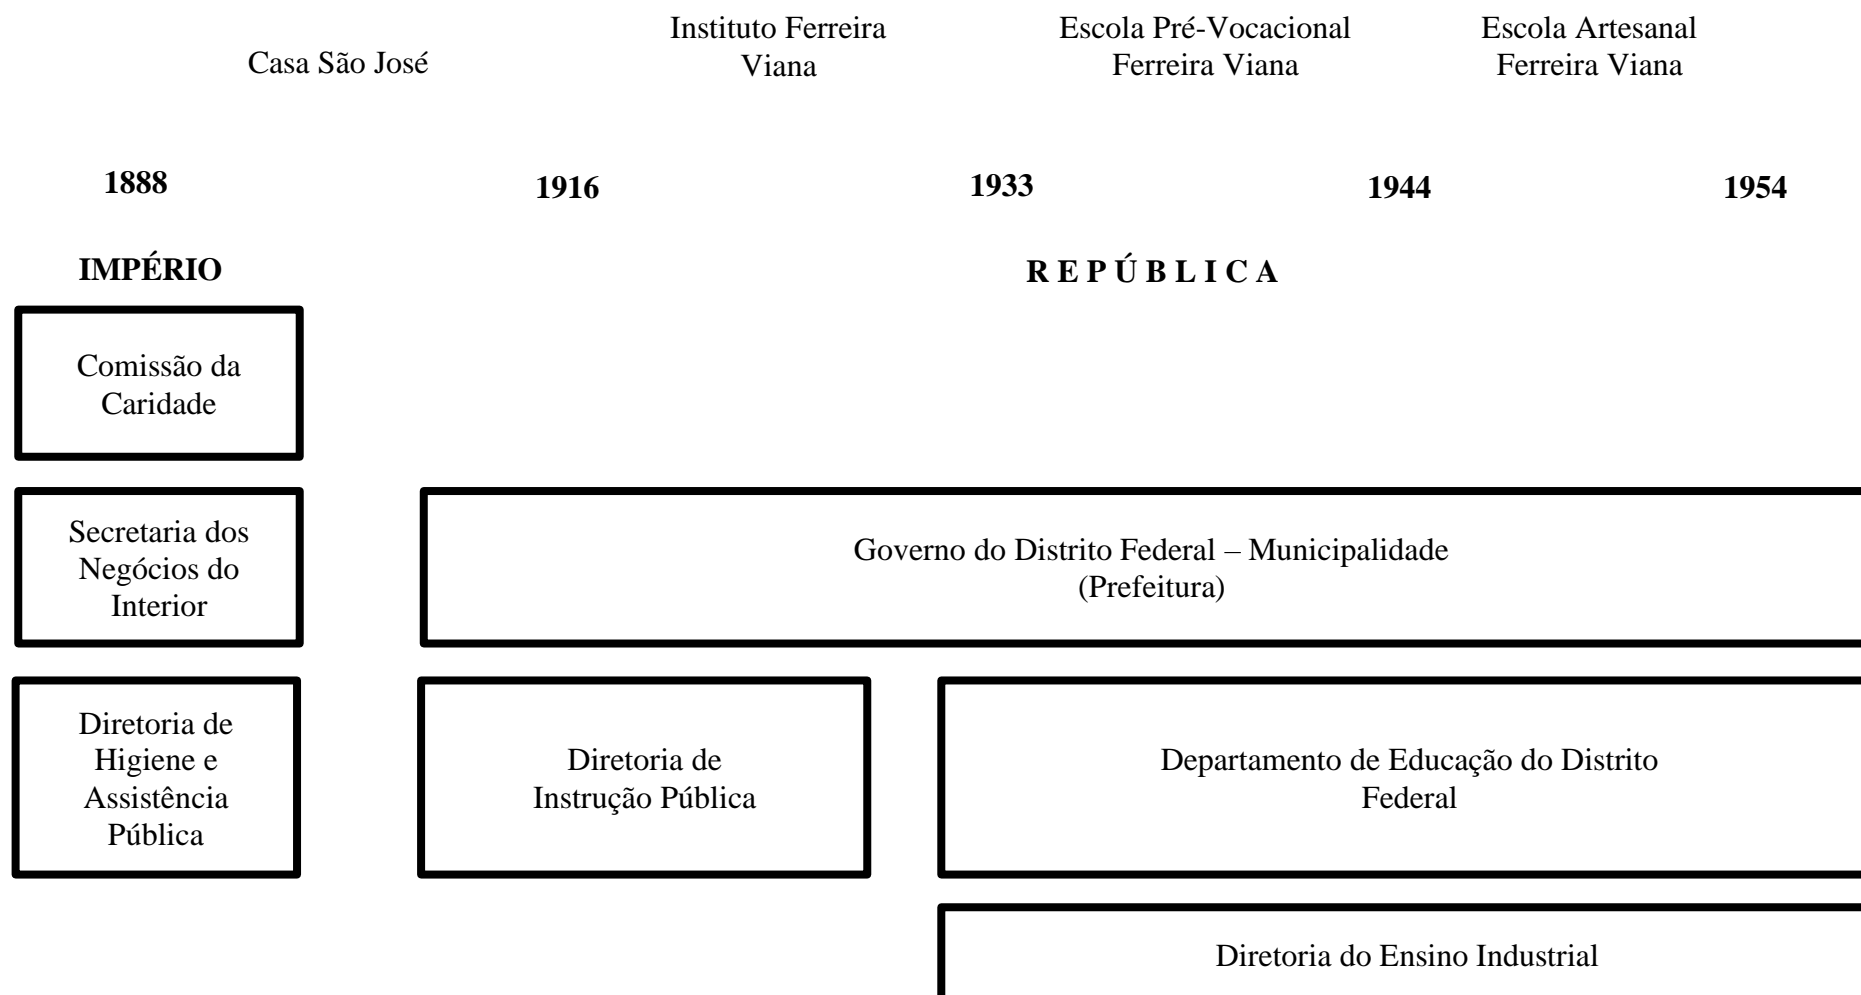 Casa São José
Instituto Ferreira
Viana
Escola Pré-Vocacional
Ferreira Viana
Escola Artesanal
Ferreira Viana
1888
1916
1933
1944
1954
IMPÉRIO
R E P Ú B L I C A
Comissão da
Caridade
Secretaria dos
Negócios do
Interior
Governo do Distrito Federal – Municipalidade
(Prefeitura)
Diretoria de
Higiene e
Assistência
Pública
Diretoria de
Instrução Pública
Departamento de Educação do Distrito
Federal
Diretoria do Ensino Industrial